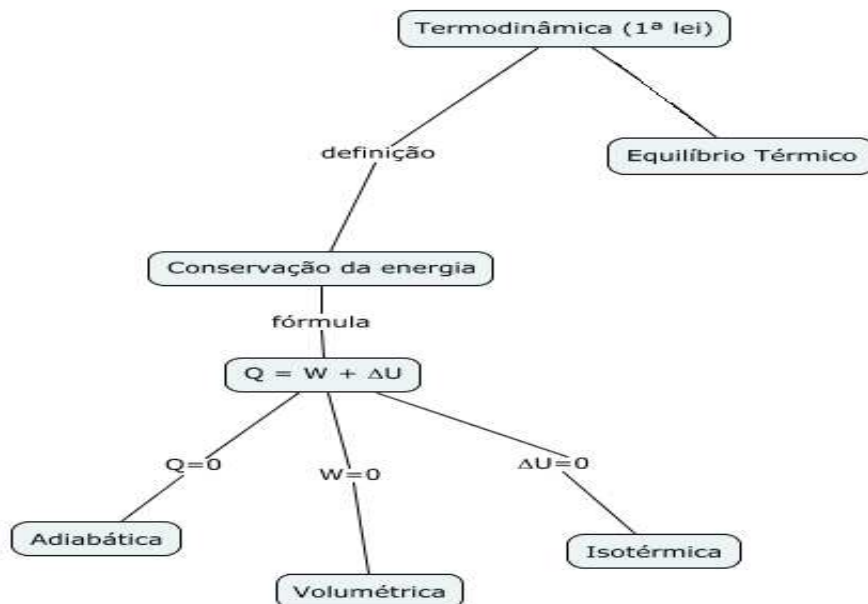 Termodinâmica (1ª lei)
definição
Equilíbrio Térmico
Conservação da energia
fórmula
Q = W + ΔU
Q=0
W=0
ΔU=0
Adiabática
Isotérmica
Volumétrica